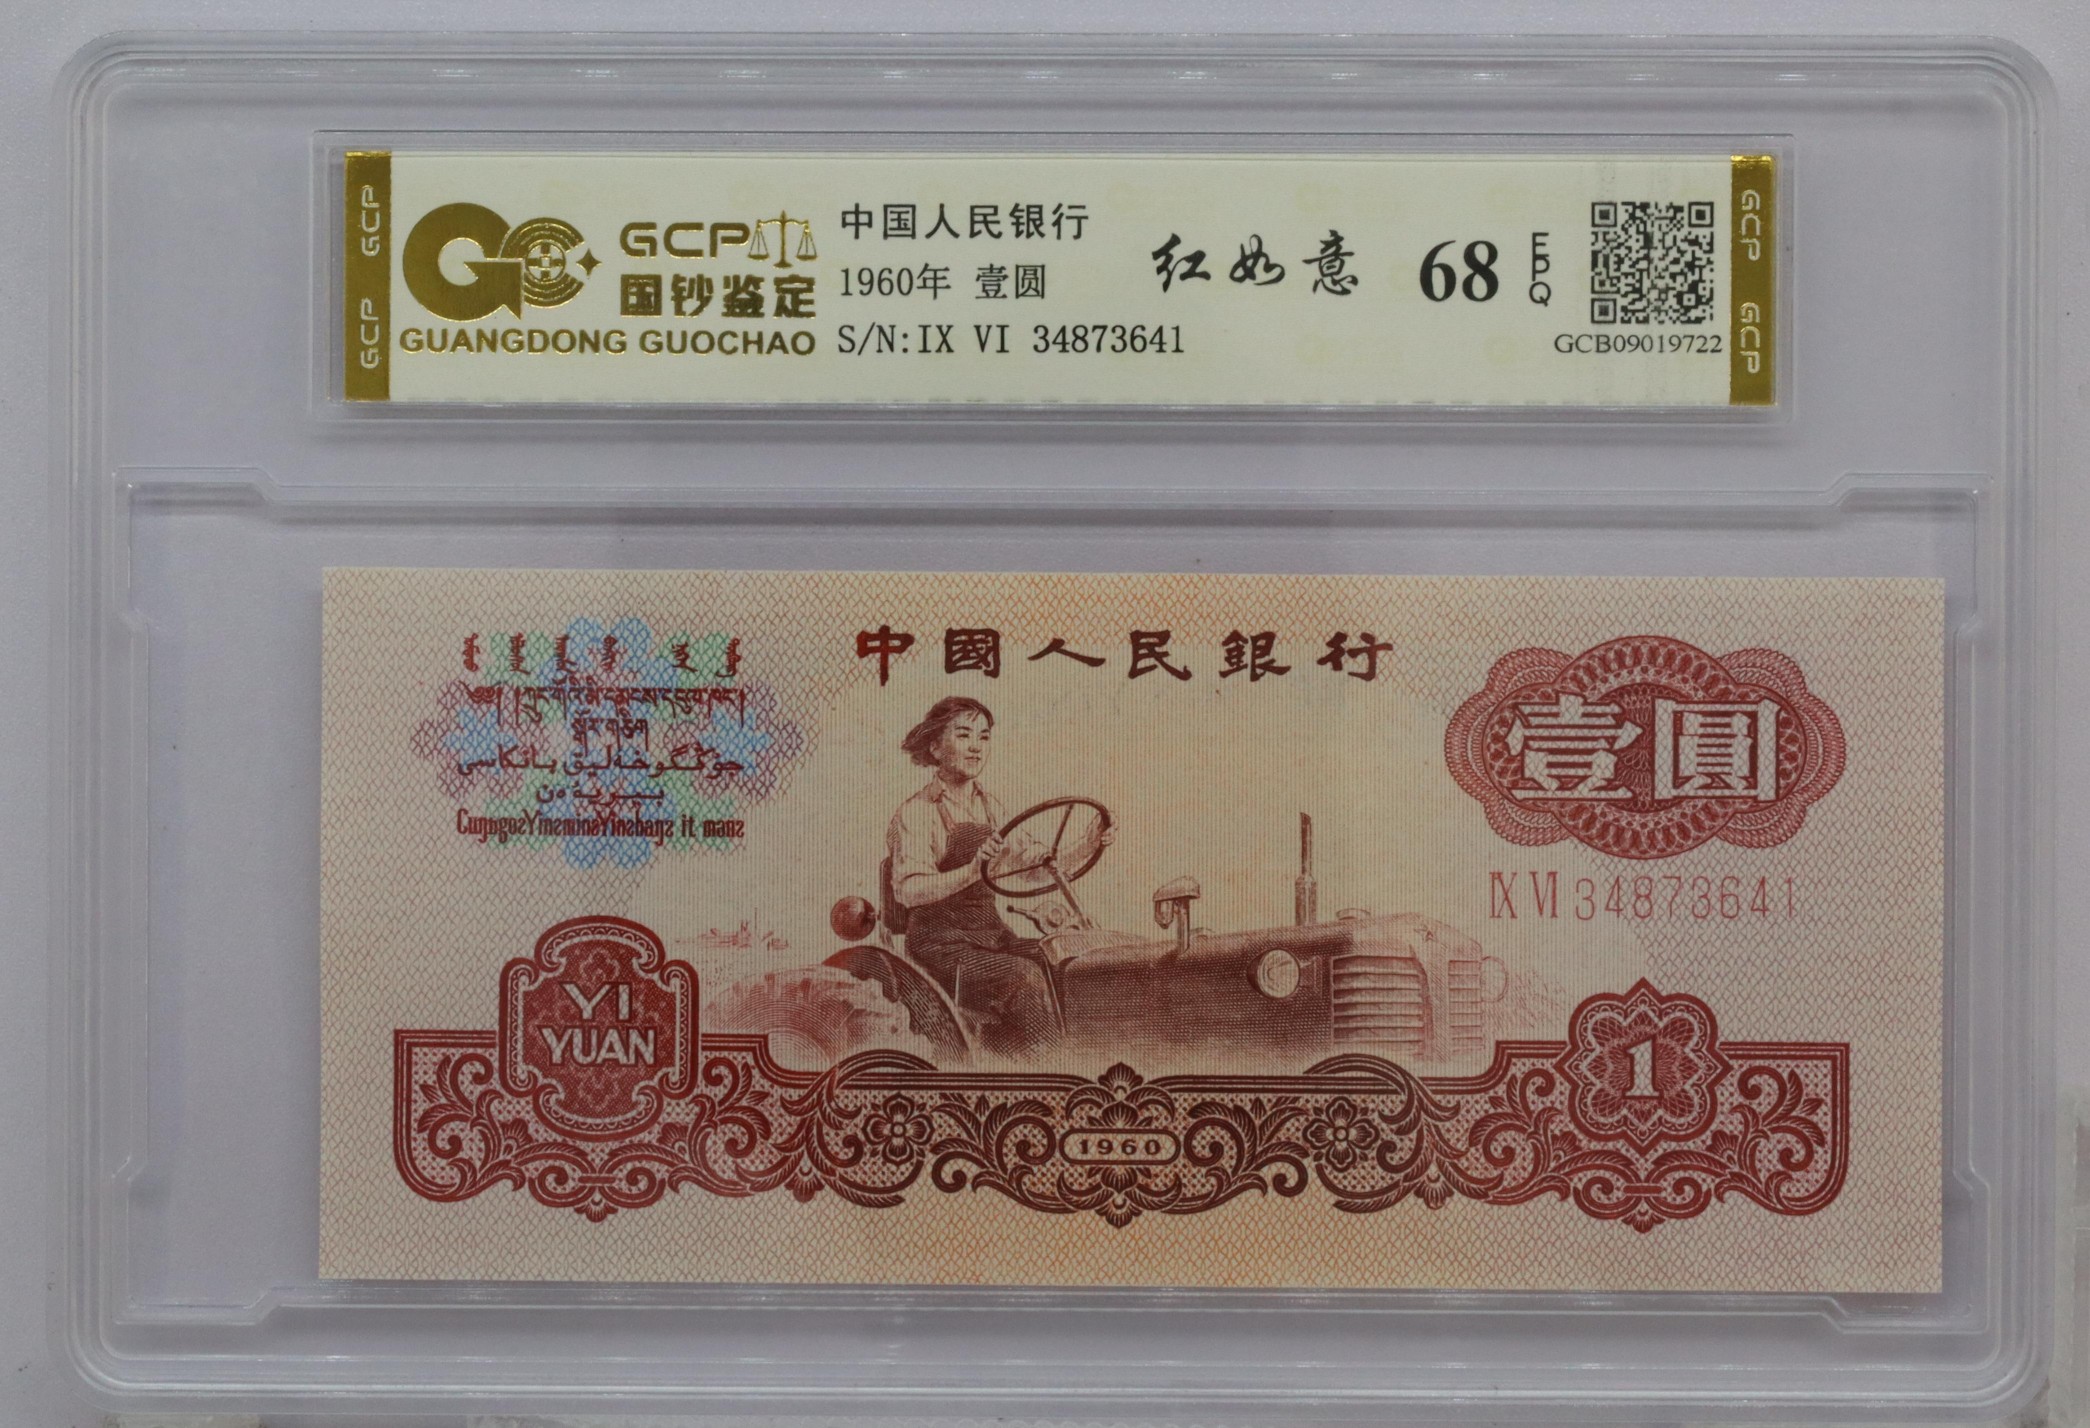 GCP GCP
GCP
国钞鉴定
GUANGDONG GUOCHAO
中国人民银行
1960年 壹圆
S/N:IX VI 34873641
红如意
68
EPQ
GCB09019722
GCP GCP
中國人民銀行
壹圓
IX VI 34873641
YI
YUAN
1960
1